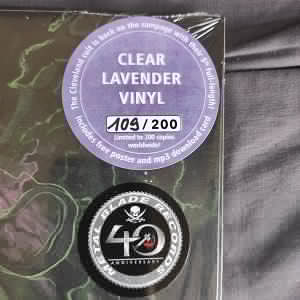 The Cleveland cult is back on the rampage with their 90 full-length!
CLEAR
LAVENDER
VINYL
109 / 200
Limited to 200 copies
worldwide!
Includes free poster and mp3 download card
METAL BLADE RECORDS
40
ANNIVERSARY